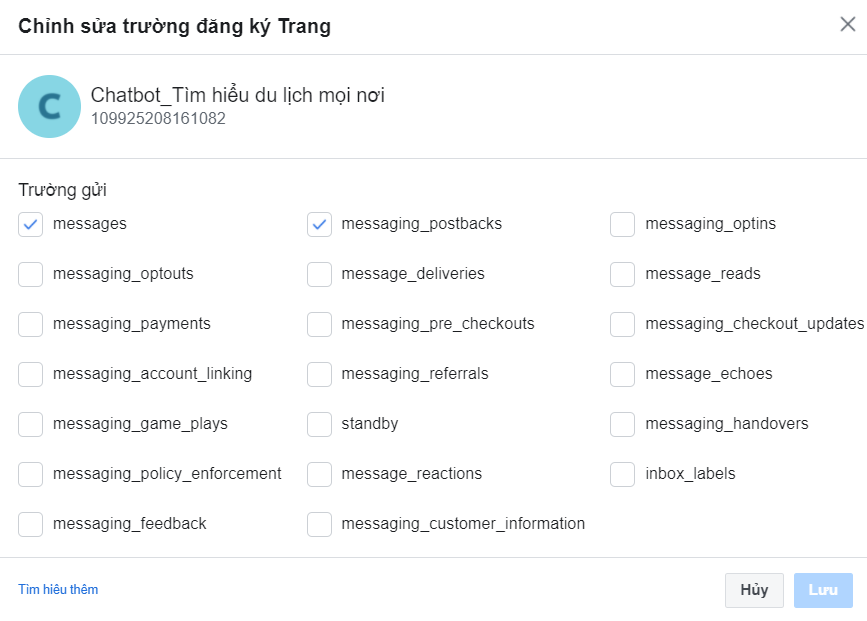 Chỉnh sửa trường đăng ký Trang
C
Chatbot_Tìm hiểu du lịch mọi nơi
109925208161082
Trường gửi
messages messaging_postbacks messaging_optins
messaging_optouts message_deliveries message_reads
messaging_payments messaging_pre_checkouts messaging_checkout_updates
messaging_account_linking messaging_referrals message_echoes
messaging_game_plays standby messaging_handovers
messaging_policy_enforcement message_reactions inbox_labels
messaging_feedback messaging_customer_information
Tìm hiểu thêm Hủy Lưu